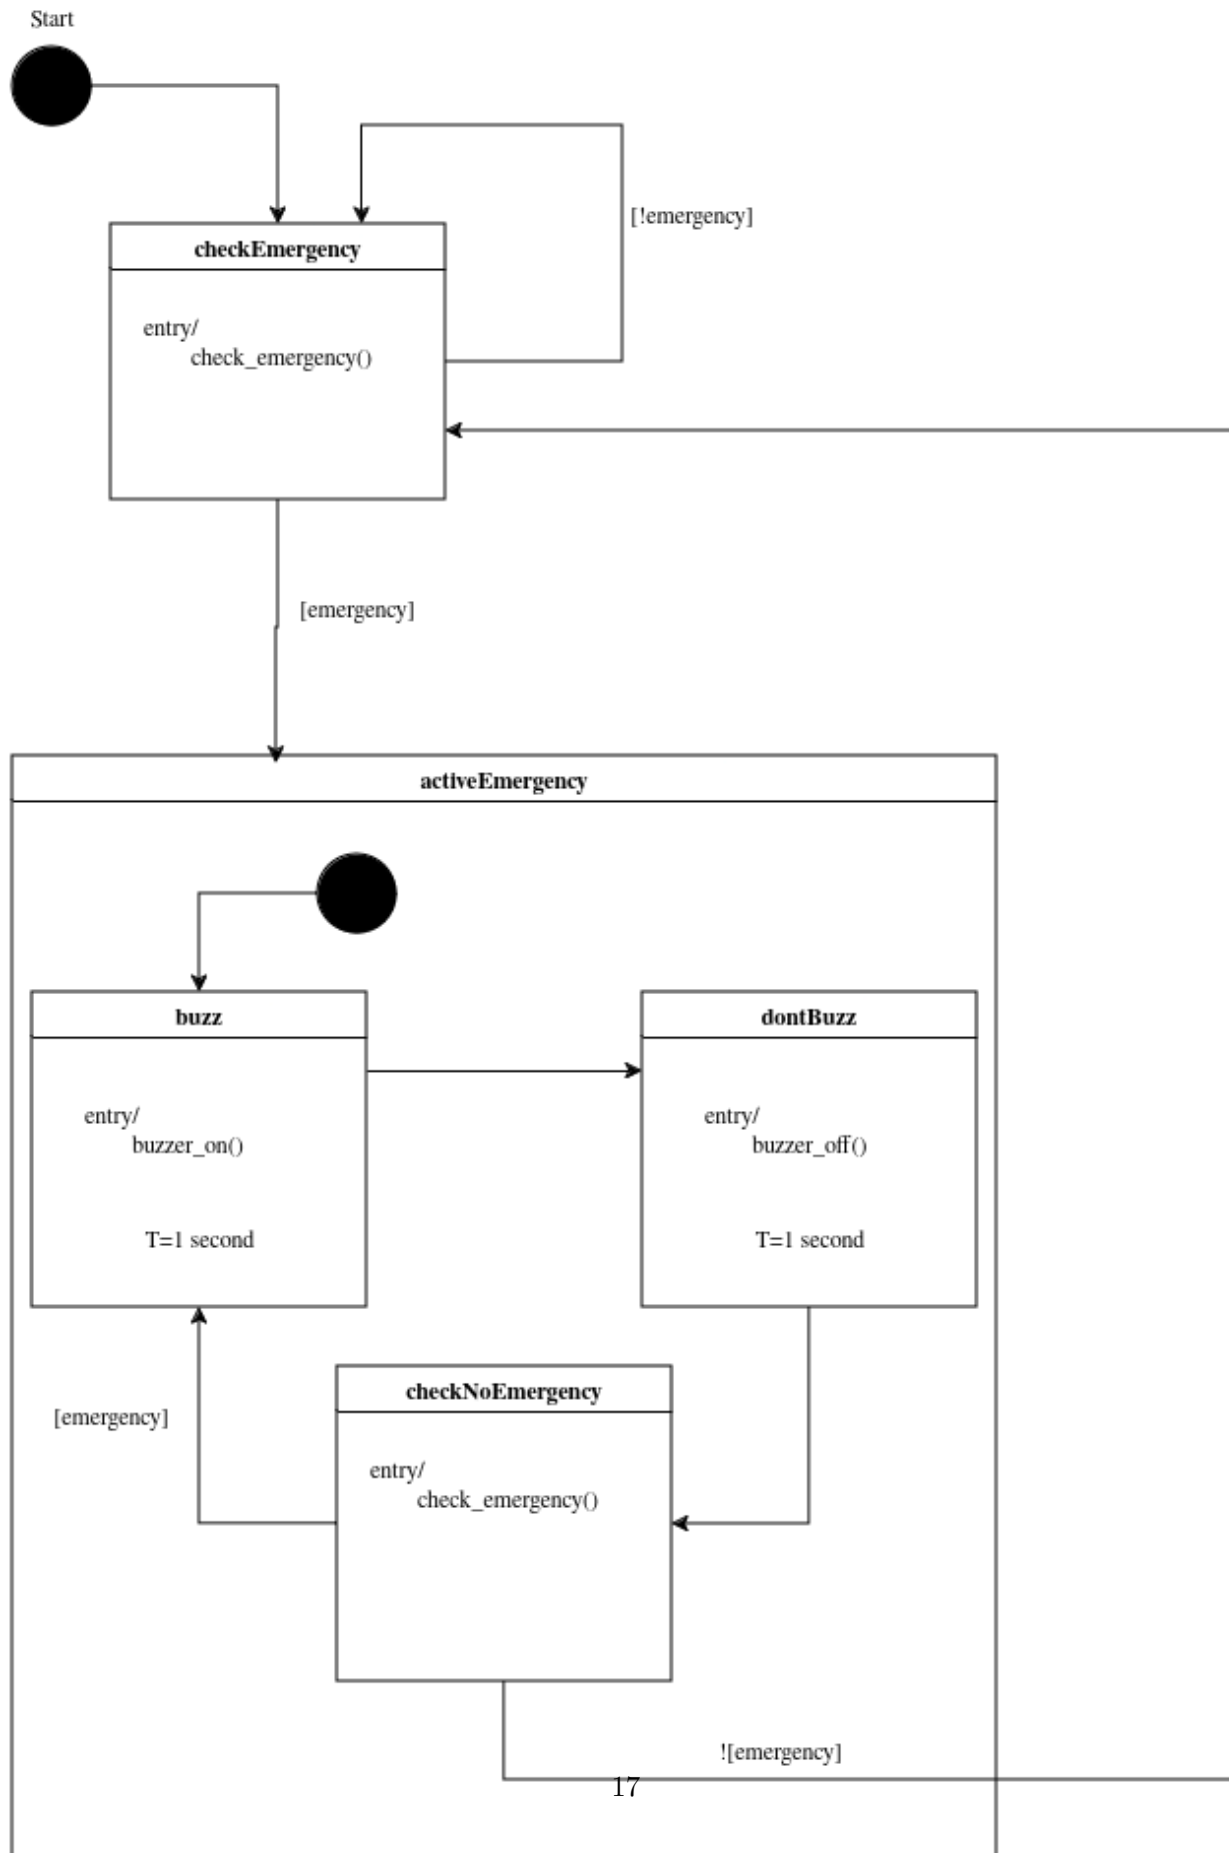 Start
[!emergency]
checkEmergency
entry/
check_emergency()
[emergency]
activeEmergency
buzz
entry/
buzzer_on()
T=1 second
dontBuzz
entry/
buzzer_off()
T=1 second
[emergency]
checkNoEmergency
entry/
check_emergency()
![emergency]
17